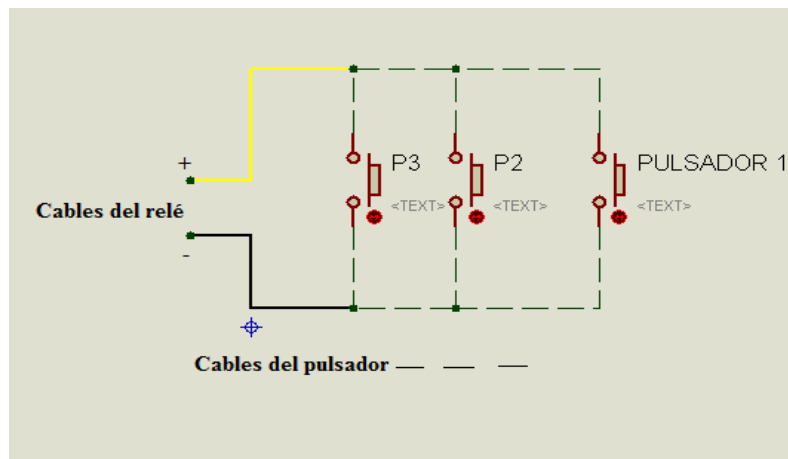 P3
P2
PULSADOR 1
+
<TEXT>
<TEXT>
<TEXT>
Cables del relé
-
Cables del pulsador